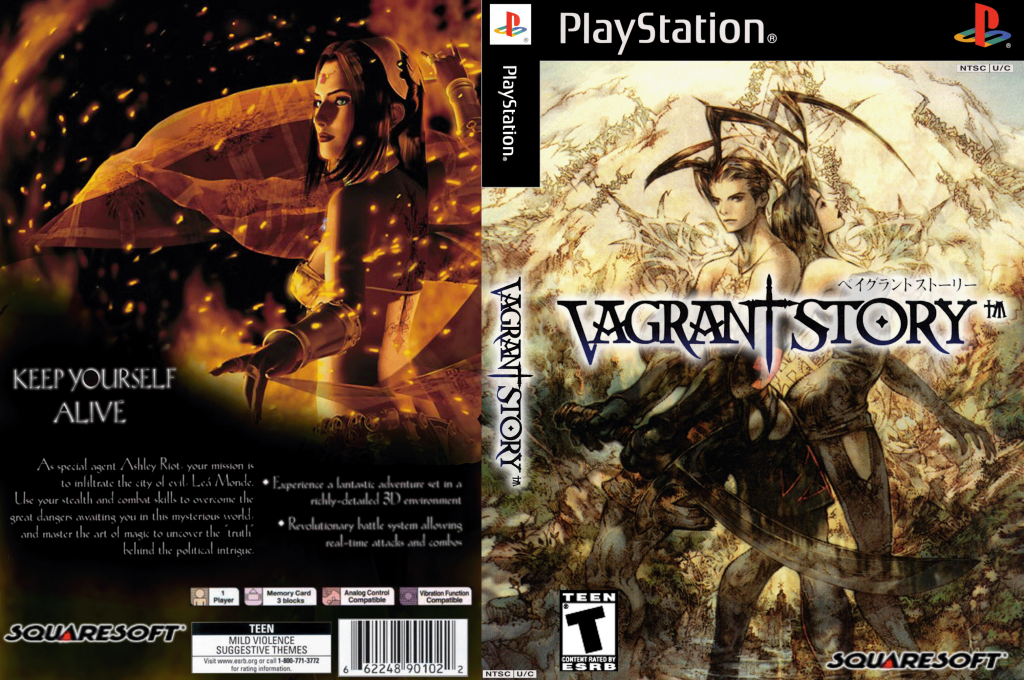 KEEP YOURSELF
ALIVE
As special agent Ashley Riot, your mission is
to infiltrate the city of evil, Leá Monde.
Use your stealth and combat skills to overcome the
great dangers awaiting you in this mysterious world,
and master the art of magic to uncover the "truth"
behind the political intrigue.
• Experience a fantastic adventure set in a
richly-detailed 3D environment
• Revolutionary battle system allowing
real-time attacks and combos
1
Player
Memory Card
3 blocks
Analog Control
Compatible
Vibration Function
Compatible
SQUARESOFT®
TEEN
MILD VIOLENCE
SUGGESTIVE THEMES
Visit www.esrb.org or call 1-800-771-3772
for rating information.
6 62248 90102 2
PlayStation®
VAGRANT STORY™
NTSC U/C
PlayStation®
NTSC U/C
ベイグラントストーリー
VAGRANT STORY™
TEEN
T
®
CONTENT RATED BY
ESRB
SQUARESOFT®